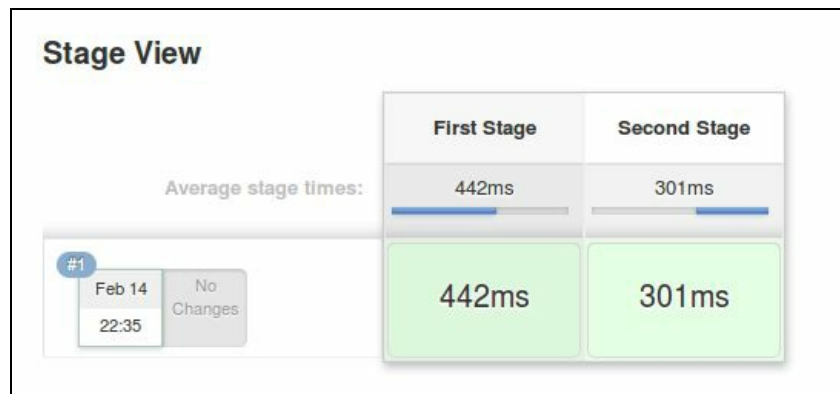 Stage View
First Stage
Second Stage
Average stage times:
442ms
301ms
#1
Feb 14
22:35
No
Changes
442ms
301ms